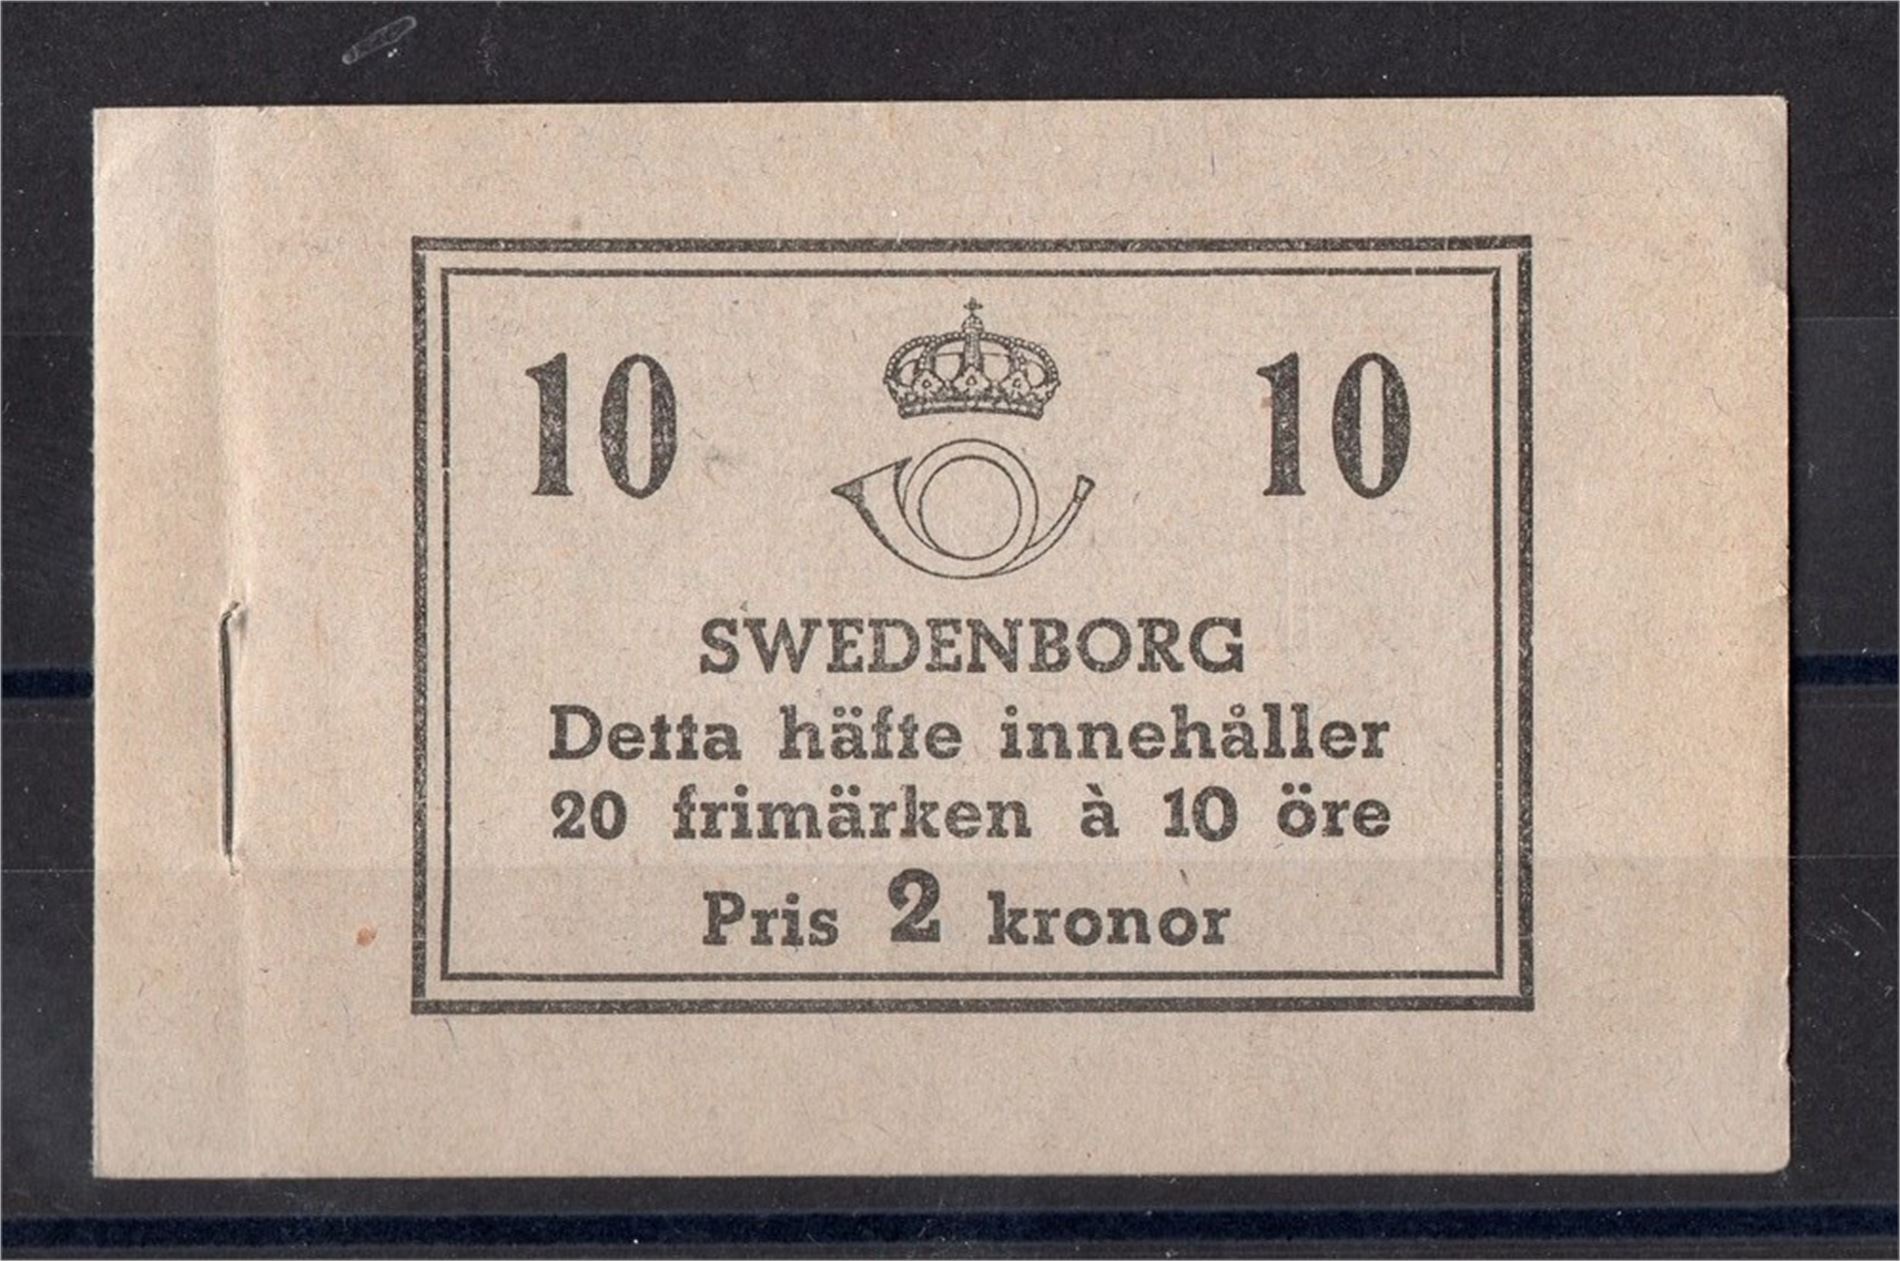 10 10
SWEDENBORG
Detta häfte innehåller
20 frimärken à 10 öre
Pris 2 kronor